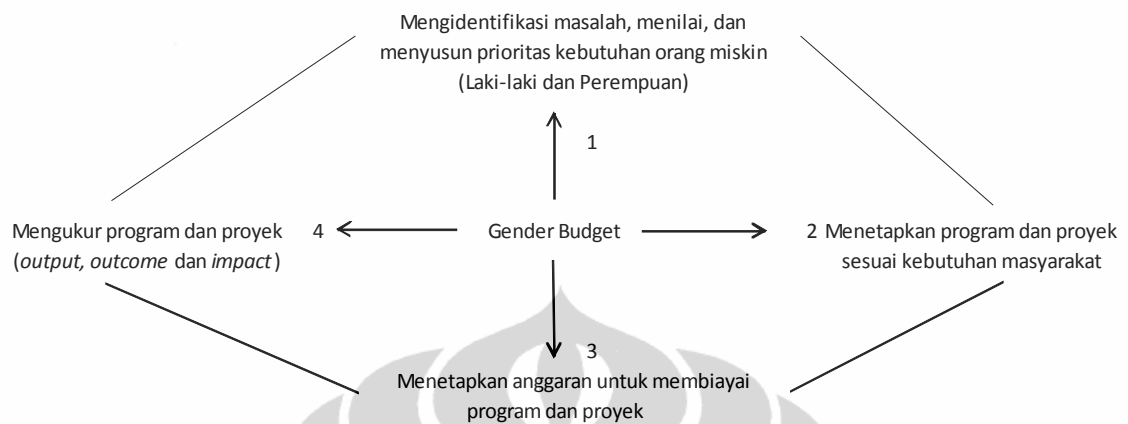 Mengidentifikasi masalah, menilai, dan
menyusun prioritas kebutuhan orang miskin
(Laki-laki dan Perempuan)
1
Mengukur program dan proyek 4
(output, outcome dan impact)
Gender Budget
2 Menetapkan program dan proyek
sesuai kebutuhan masyarakat
3
Menetapkan anggaran untuk membiayai
program dan proyek